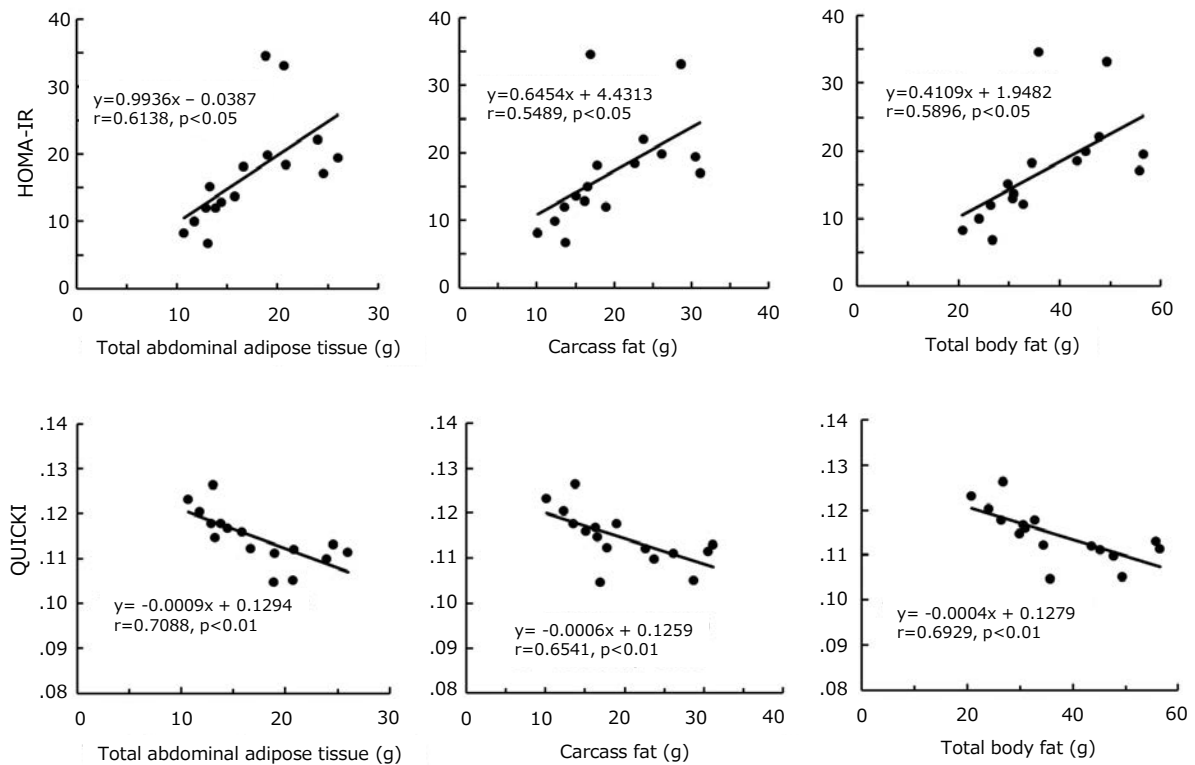 HOMA-IR
40
30
20
10
0
y=0.9936x – 0.0387
r=0.6138, p<0.05
0 10 20 30
Total abdominal adipose tissue (g)
40
30
20
10
0
y=0.6454x + 4.4313
r=0.5489, p<0.05
0 10 20 30 40
Carcass fat (g)
40
30
20
10
0
y=0.4109x + 1.9482
r=0.5896, p<0.05
0 20 40 60
Total body fat (g)
QUICKI
.14
.13
.12
.11
.10
.09
.08
y= -0.0009x + 0.1294
r=0.7088, p<0.01
0 10 20 30
Total abdominal adipose tissue (g)
.14
.13
.12
.11
.10
.09
.08
y= -0.0006x + 0.1259
r=0.6541, p<0.01
0 10 20 30 40
Carcass fat (g)
.14
.13
.12
.11
.10
.09
.08
y= -0.0004x + 0.1279
r=0.6929, p<0.01
0 20 40 60
Total body fat (g)